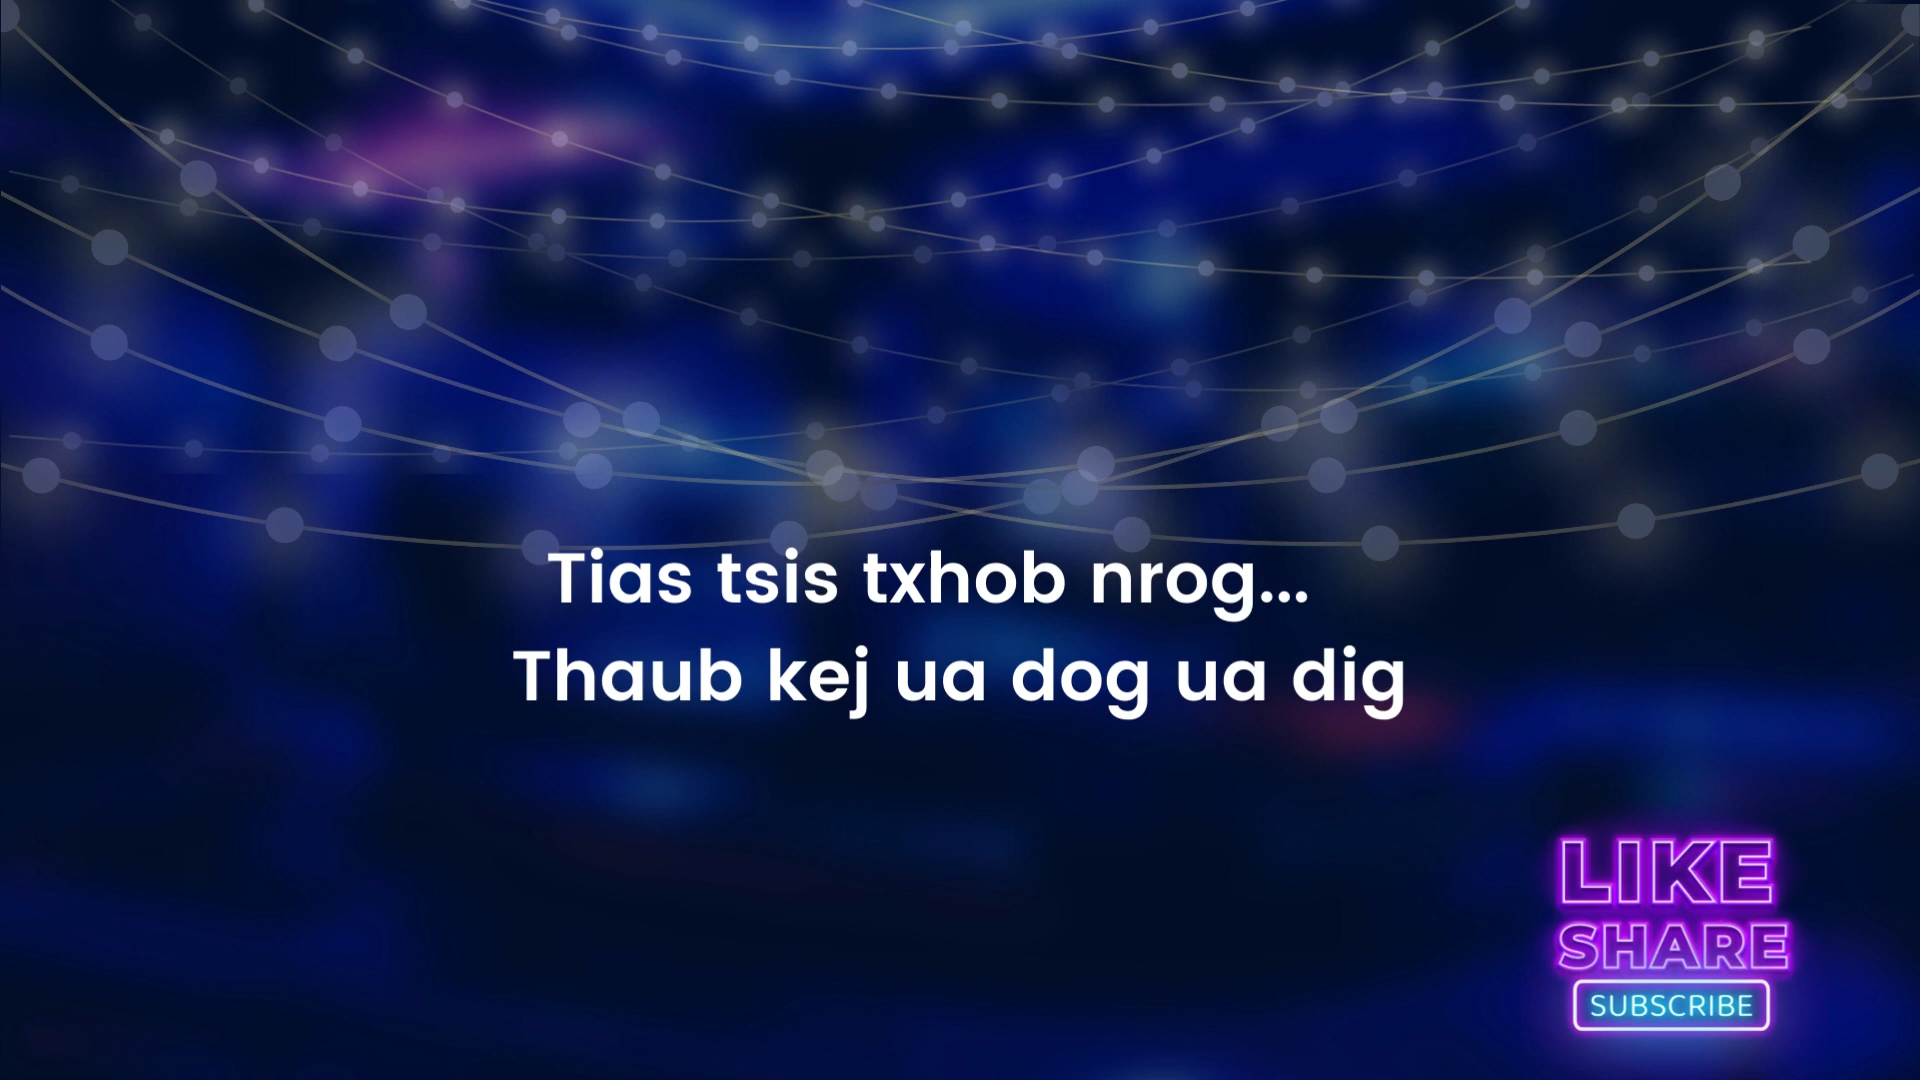 Tias tsis txhob nrog...
Thaub kej ua dog ua dig
LIKE
SHARE
SUBSCRIBE